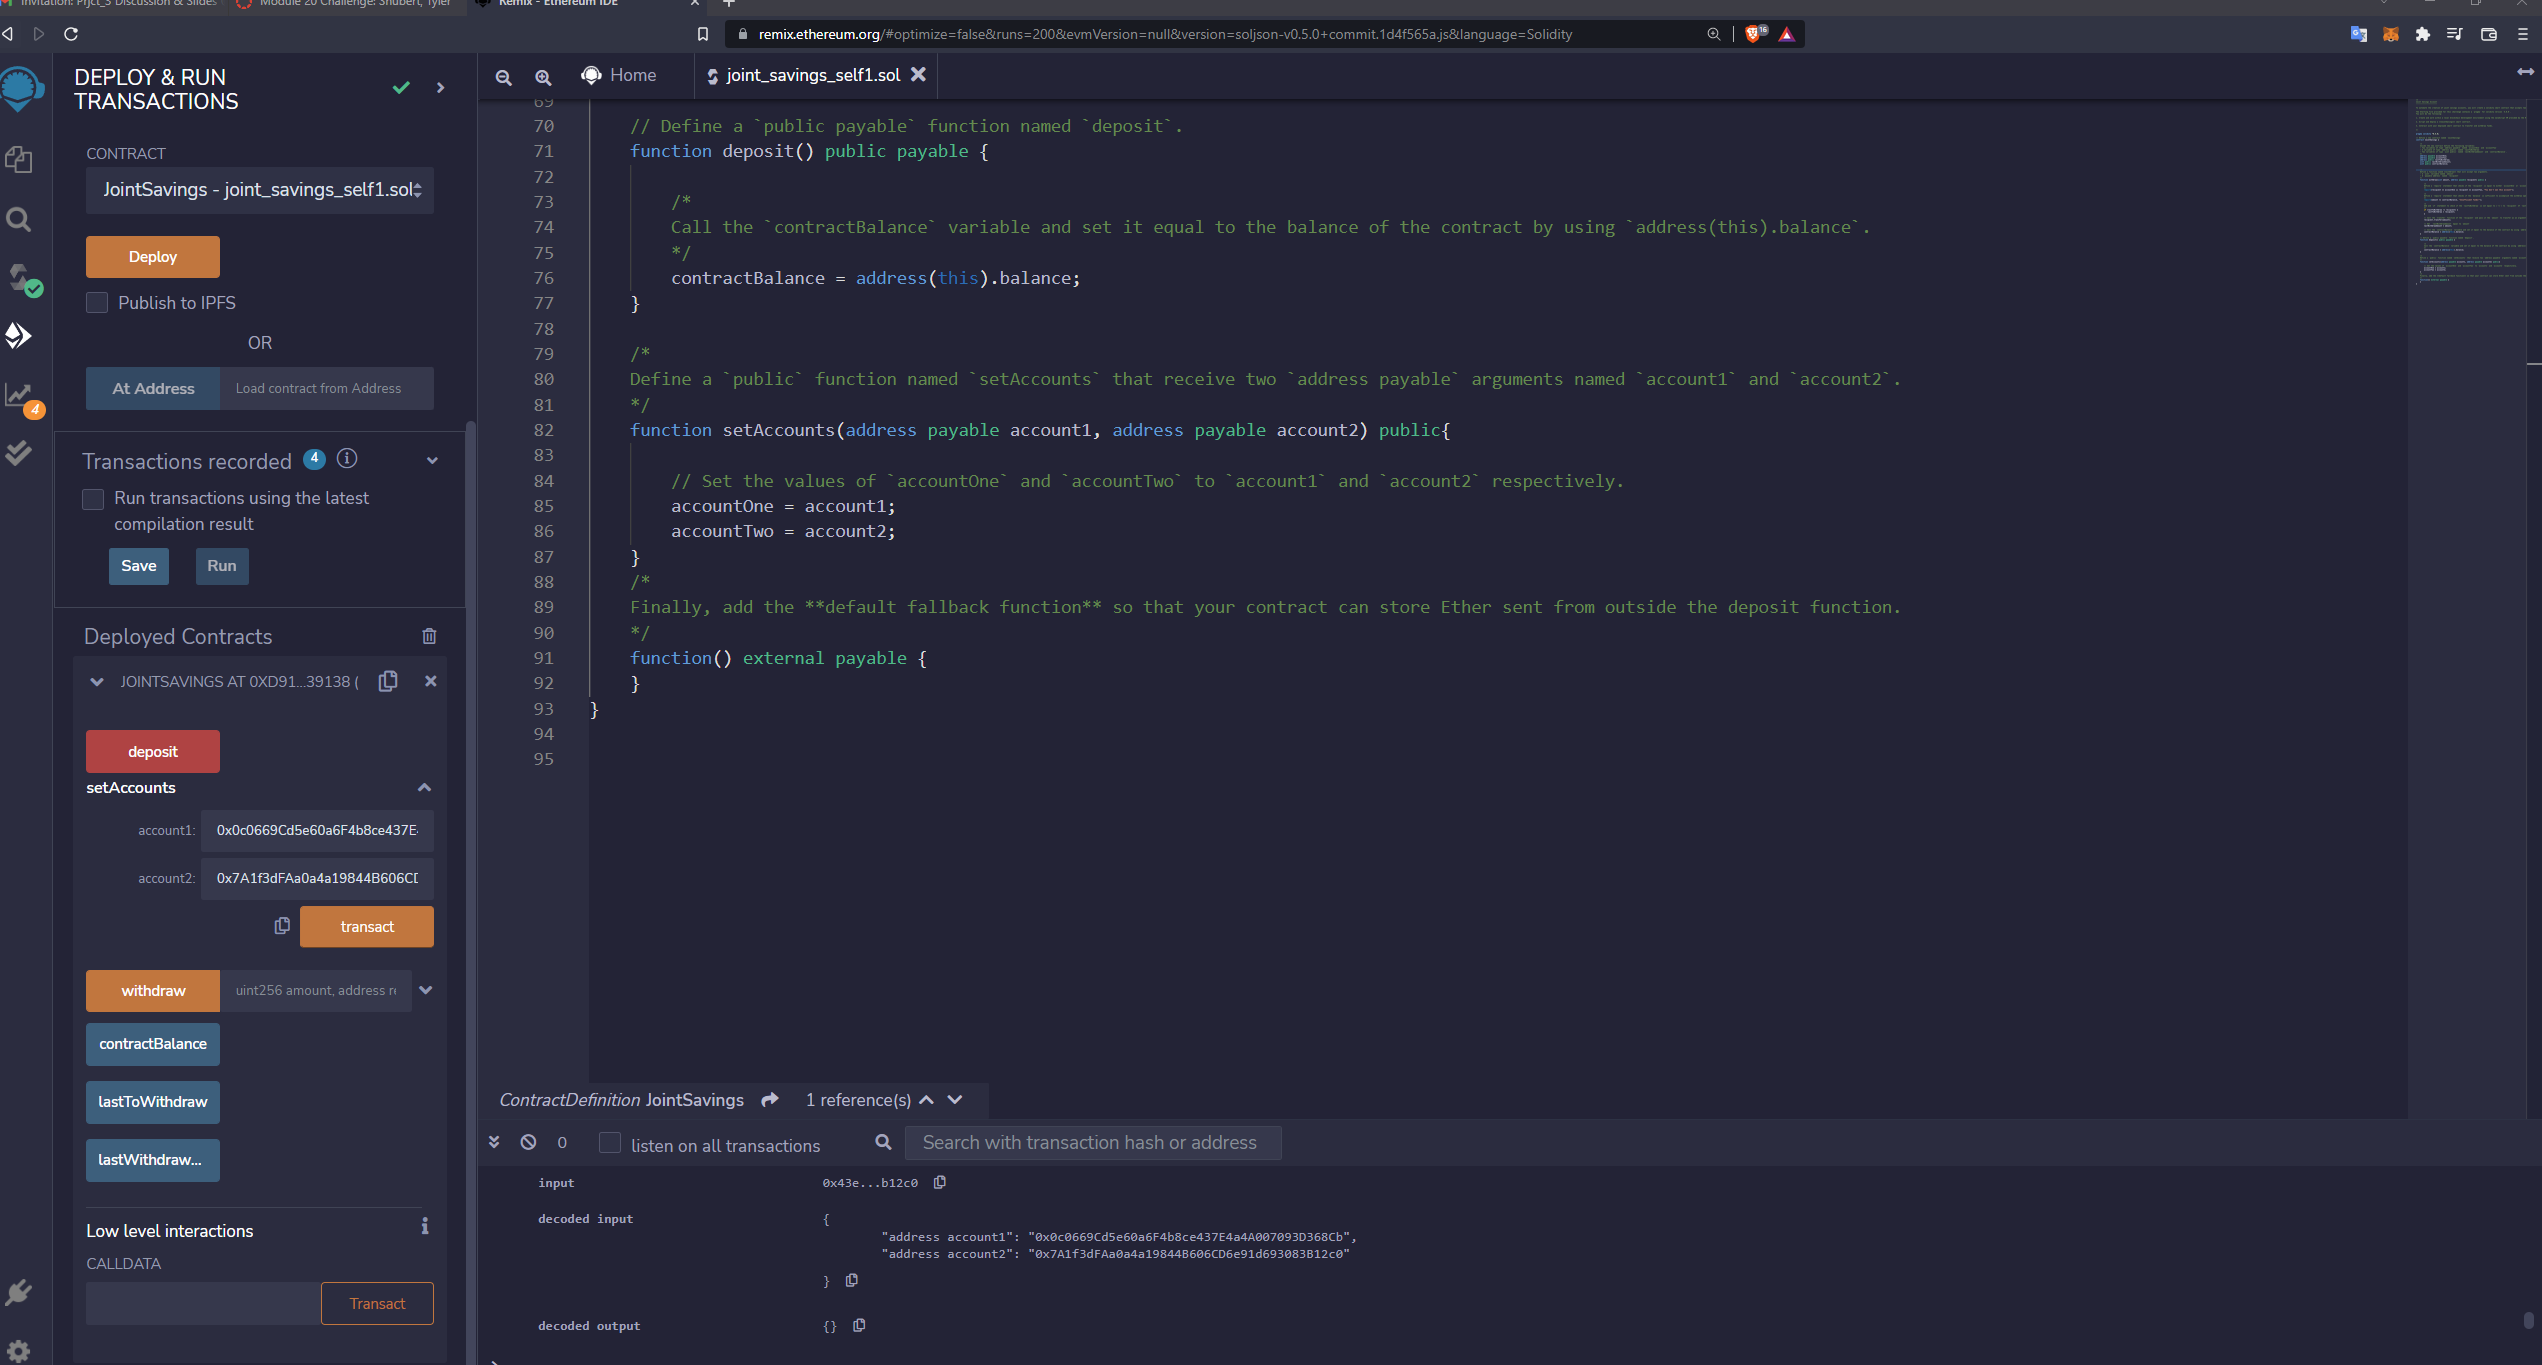 Invitation: Prjct_3 Discussion & Slides
Module 20 Challenge: Shubert, Tyler
Remix - Ethereum IDE
remix.ethereum.org/#optimize=false&runs=200&evmVersion=null&version=soljson-v0.5.0+commit.1d4f565a.js&language=Solidity
16
DEPLOY & RUN
TRANSACTIONS
CONTRACT
JointSavings - joint_savings_self1.sol
Deploy
Publish to IPFS
OR
At Address
Load contract from Address
4
Transactions recorded 4
Run transactions using the latest
compilation result
Save
Run
Deployed Contracts
JOINTSAVINGS AT 0XD91...39138 (
deposit
setAccounts
account1:
0x0c0669Cd5e60a6F4b8ce437E
account2:
0x7A1f3dFAa0a4a19844B606CD
transact
withdraw
uint256 amount, address re
contractBalance
lastToWithdraw
lastWithdraw...
Low level interactions
CALLDATA
Transact
Home
joint_savings_self1.sol
69
70 // Define a `public payable` function named `deposit`.
71 function deposit() public payable {
72
73 /*
74 Call the `contractBalance` variable and set it equal to the balance of the contract by using `address(this).balance`.
75 */
76 contractBalance = address(this).balance;
77 }
78
79 /*
80 Define a `public` function named `setAccounts` that receive two `address payable` arguments named `account1` and `account2`.
81 */
82 function setAccounts(address payable account1, address payable account2) public{
83
84 // Set the values of `accountOne` and `accountTwo` to `account1` and `account2` respectively.
85 accountOne = account1;
86 accountTwo = account2;
87 }
88 /*
89 Finally, add the **default fallback function** so that your contract can store Ether sent from outside the deposit function.
90 */
91 function() external payable {
92 }
93 }
94
95
ContractDefinition JointSavings 1 reference(s)
0 listen on all transactions Search with transaction hash or address
input 0x43e...b12c0
decoded input {
"address account1": "0x0c0669Cd5e60a6F4b8ce437E4a4A007093D368Cb",
"address account2": "0x7A1f3dFAa0a4a19844B606CD6e91d693083B12c0"
}
decoded output {}